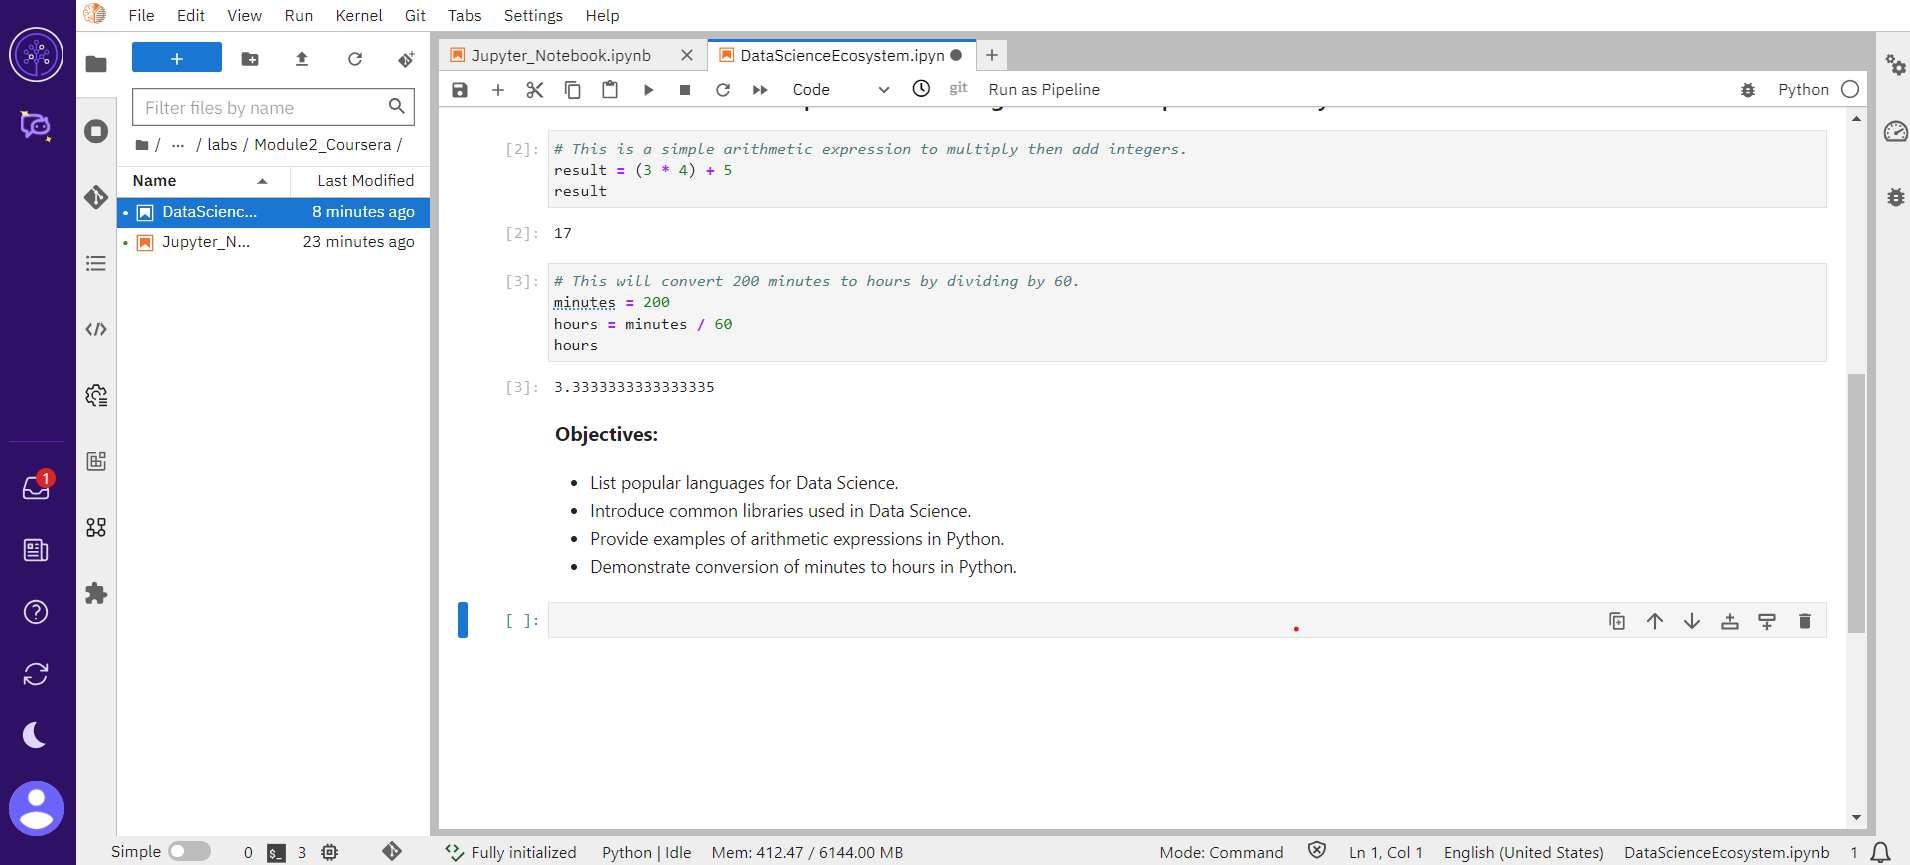 File Edit View Run Kernel Git Tabs Settings Help
Filter files by name
/ ... / labs / Module2_Coursera /
Name Last Modified
DataScienc... 8 minutes ago
Jupyter_N... 23 minutes ago
1
Jupyter_Notebook.ipynb
DataScienceEcosystem.ipyn
Code
git
Run as Pipeline
Python
[2]: # This is a simple arithmetic expression to multiply then add integers.
result = (3 * 4) + 5
result
[2]: 17
[3]: # This will convert 200 minutes to hours by dividing by 60.
minutes = 200
hours = minutes / 60
hours
[3]: 3.3333333333333335
Objectives:
• List popular languages for Data Science.
• Introduce common libraries used in Data Science.
• Provide examples of arithmetic expressions in Python.
• Demonstrate conversion of minutes to hours in Python.
[ ]:
Simple 0 $_ 3 Fully initialized Python | Idle Mem: 412.47 / 6144.00 MB Mode: Command Ln 1, Col 1 English (United States) DataScienceEcosystem.ipynb 1